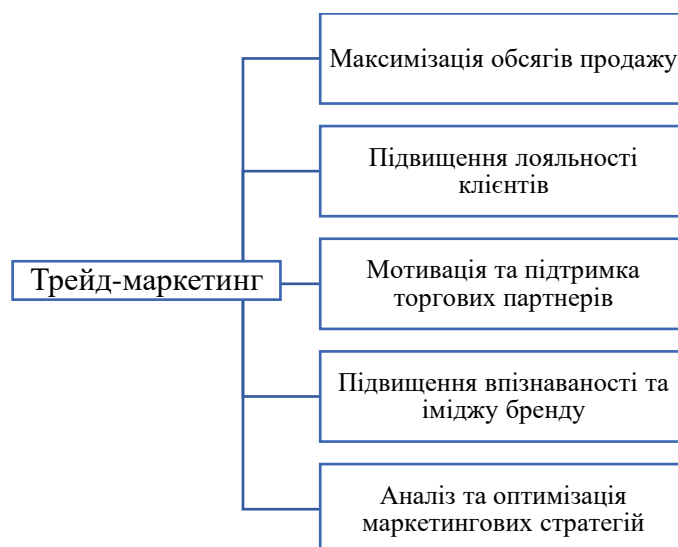 Максимізація обсягів продажу
Підвищення лояльності
клієнтів
Трейд-маркетинг
Мотивація та підтримка
торгових партнерів
Підвищення впізнаваності та
іміджу бренду
Аналіз та оптимізація
маркетингових стратегій